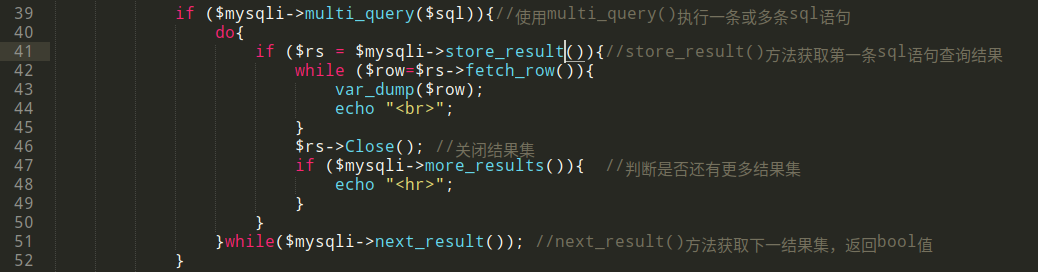 39 if ($mysqli->multi_query($sql)){//使用multi_query()执行一条或多条sql语句
40 do{
41 if ($rs = $mysqli->store_result()){//store_result()方法获取第一条sql语句查询结果
42 while ($row=$rs->fetch_row()){
43 var_dump($row);
44 echo "<br>";
45 }
46 $rs->Close(); //关闭结果集
47 if ($mysqli->more_results()){  //判断是否还有更多结果集
48 echo "<hr>";
49 }
50 }
51 }while($mysqli->next_result()); //next_result()方法获取下一结果集，返回bool值
52 }